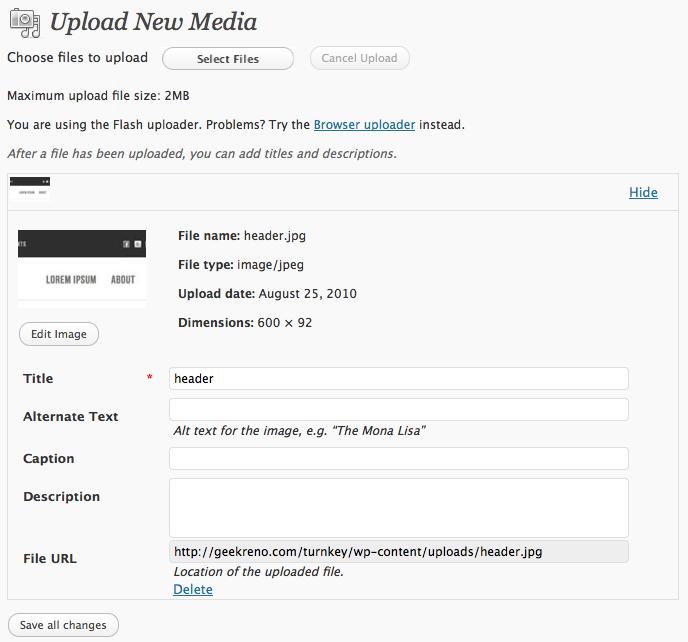 Upload New Media
Choose files to upload Select Files Cancel Upload
Maximum upload file size: 2MB
You are using the Flash uploader. Problems? Try the Browser uploader instead.
After a file has been uploaded, you can add titles and descriptions.
Hide
LOREM IPSUM ABOUT
File name: header.jpg
File type: image/jpeg
Upload date: August 25, 2010
Dimensions: 600 × 92
Edit Image
Title * header
Alternate Text
Alt text for the image, e.g. “The Mona Lisa”
Caption
Description
File URL http://geekreno.com/turnkey/wp-content/uploads/header.jpg
Location of the uploaded file.
Delete
Save all changes